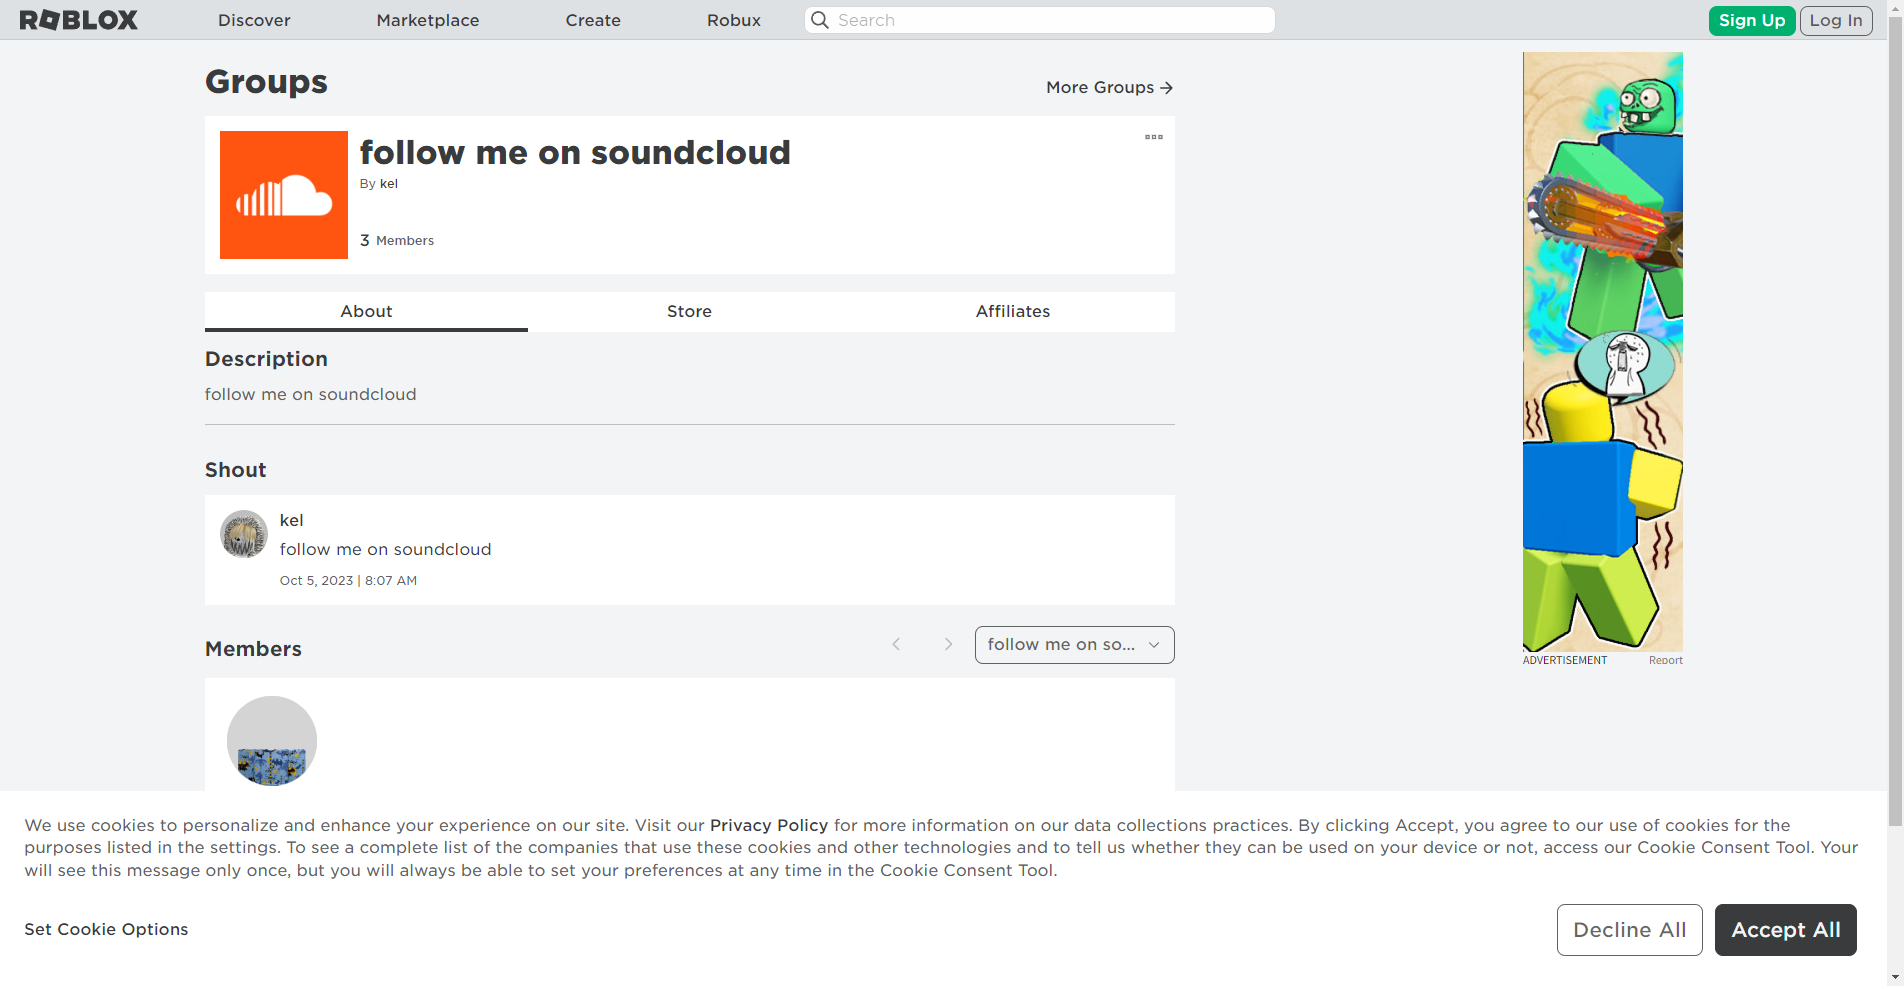 ROBLOX Discover Marketplace Create Robux Search Sign Up Log In
Groups
More Groups
follow me on soundcloud
By kel
3 Members
About Store Affiliates
Description
follow me on soundcloud
Shout
kel
follow me on soundcloud
Oct 5, 2023 | 8:07 AM
Members
follow me on so...
ADVERTISEMENT Report
We use cookies to personalize and enhance your experience on our site. Visit our Privacy Policy for more information on our data collections practices. By clicking Accept, you agree to our use of cookies for the
purposes listed in the settings. To see a complete list of the companies that use these cookies and other technologies and to tell us whether they can be used on your device or not, access our Cookie Consent Tool. Your
will see this message only once, but you will always be able to set your preferences at any time in the Cookie Consent Tool.
Set Cookie Options
Decline All
Accept All